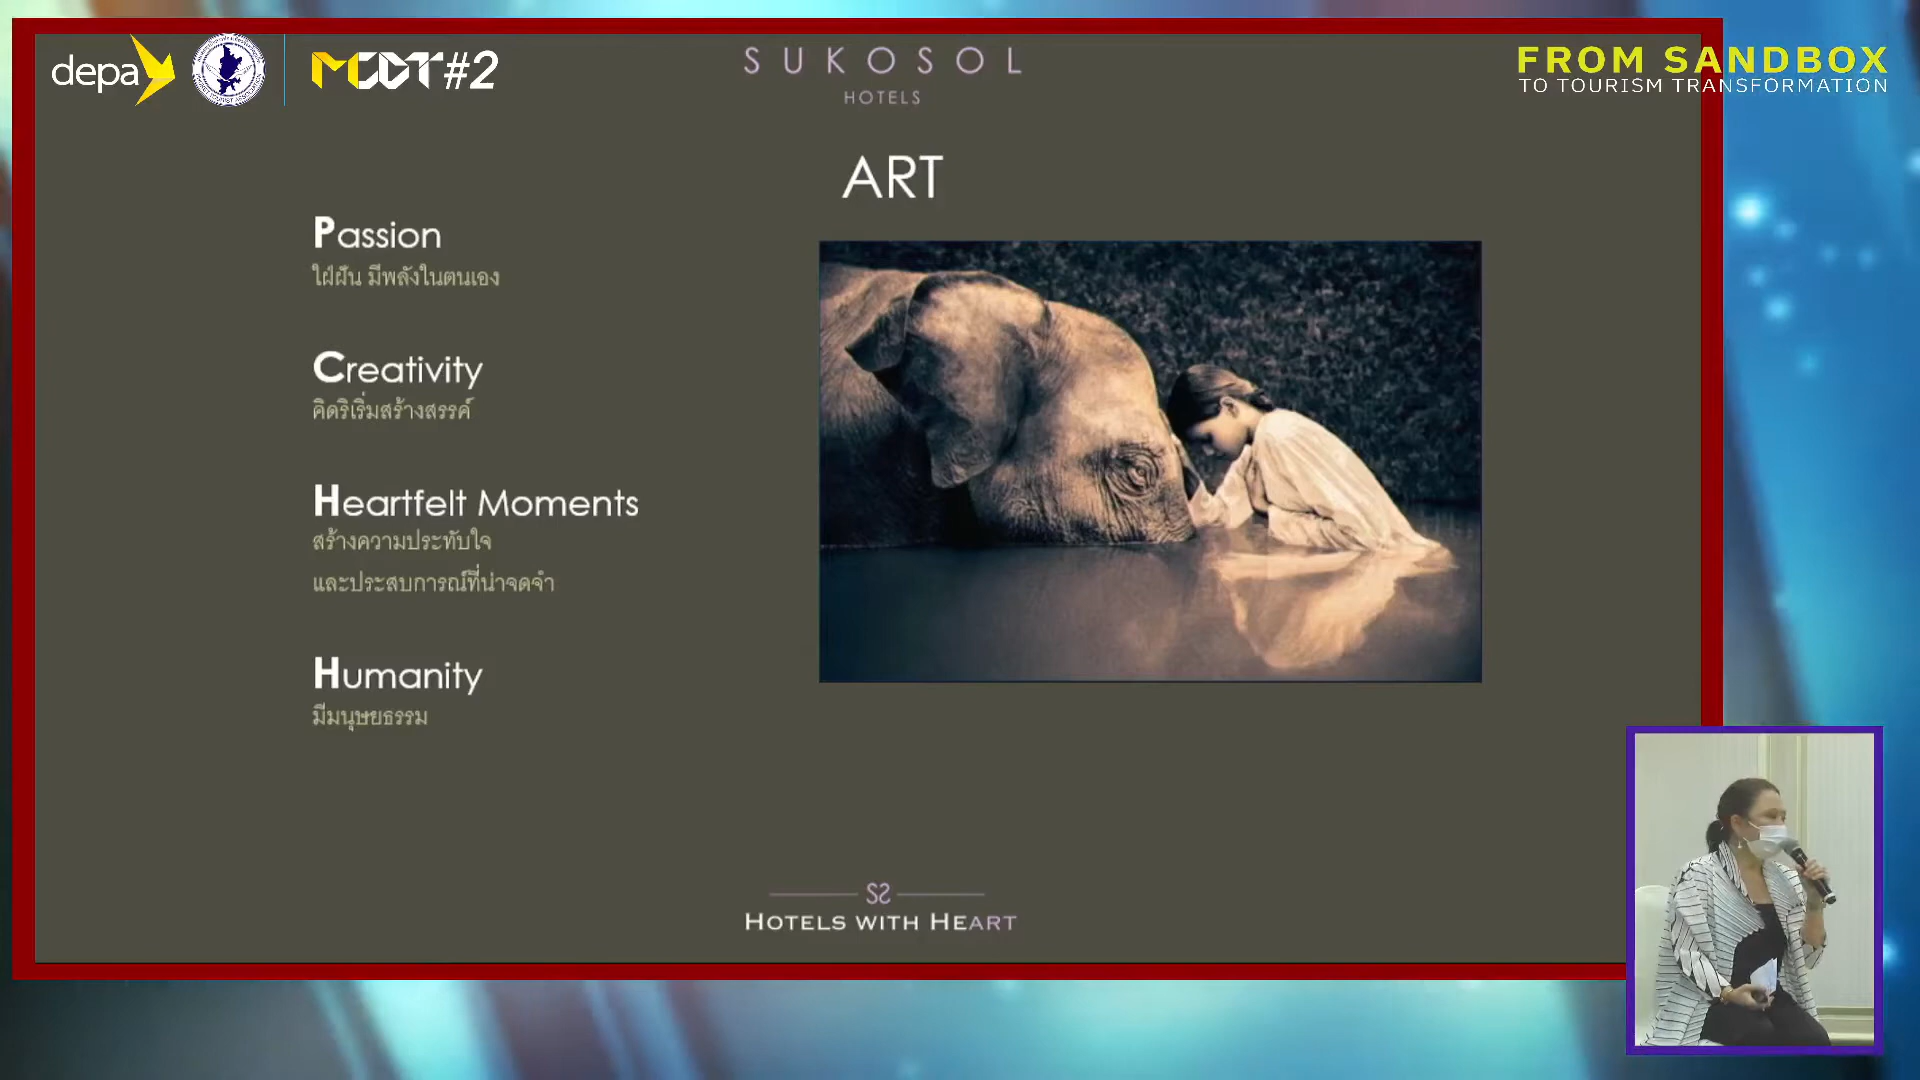 depa
MCDT#2
SUKOSOL
HOTELS
FROM SANDBOX
TO TOURISM TRANSFORMATION
ART
Passion
ใฝ่ฝัน มีพลังในตนเอง
Creativity
คิดริเริ่มสร้างสรรค์
Heartfelt Moments
สร้างความประทับใจ
และประสบการณ์ที่น่าจดจำ
Humanity
มีมนุษยธรรม
HOTELS WITH HEART